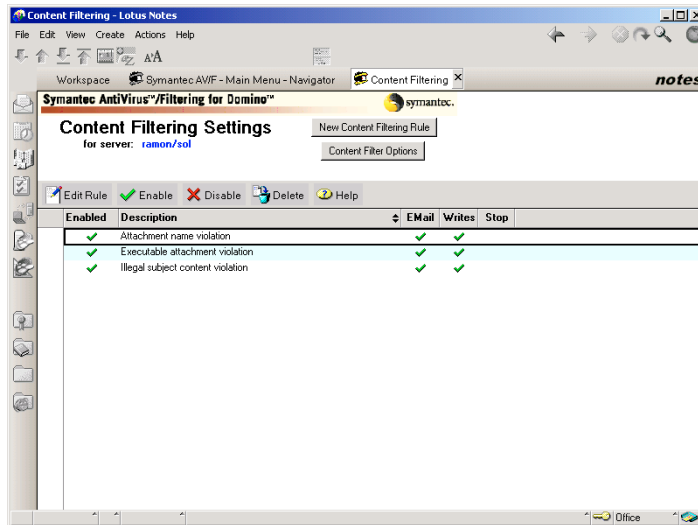 Content Filtering - Lotus Notes
File Edit View Create Actions Help
Workspace Symantec AV/F - Main Menu - Navigator Content Filtering notes
Symantec AntiVirus™/Filtering for Domino™ symantec.
Content Filtering Settings New Content Filtering Rule
for server: ramon/sol Content Filter Options
Edit Rule Enable Disable Delete Help
Enabled Description EMail Writes Stop
Attachment name violation
Executable attachment violation
Illegal subject content violation
Office